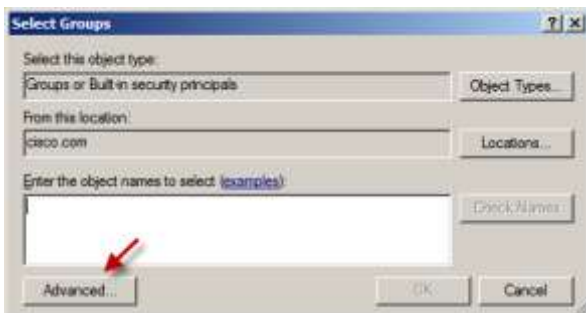 Select Groups
Select this object type:
Groups or Built-in security principals
Object Types...
From this location:
cisco.com
Locations...
Enter the object names to select (examples):
Check Names
Advanced...
OK
Cancel